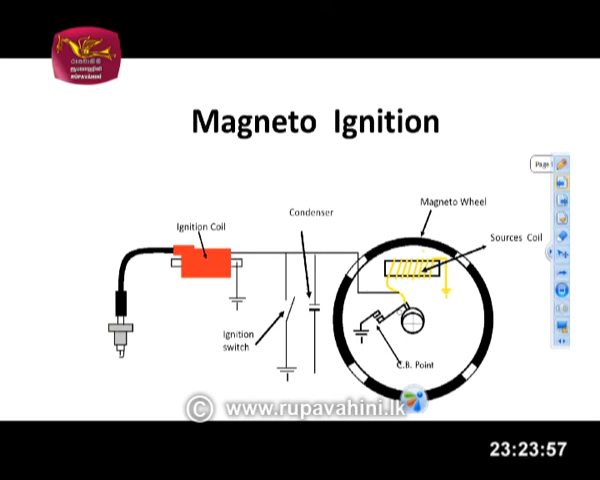 RUPAVAHINI
Magneto Ignition
Page
Magneto Wheel
Condenser
Ignition Coil
Sources Coil
Ignition
switch
C.B. Point
© www.rupavahini.lk
23:23:57